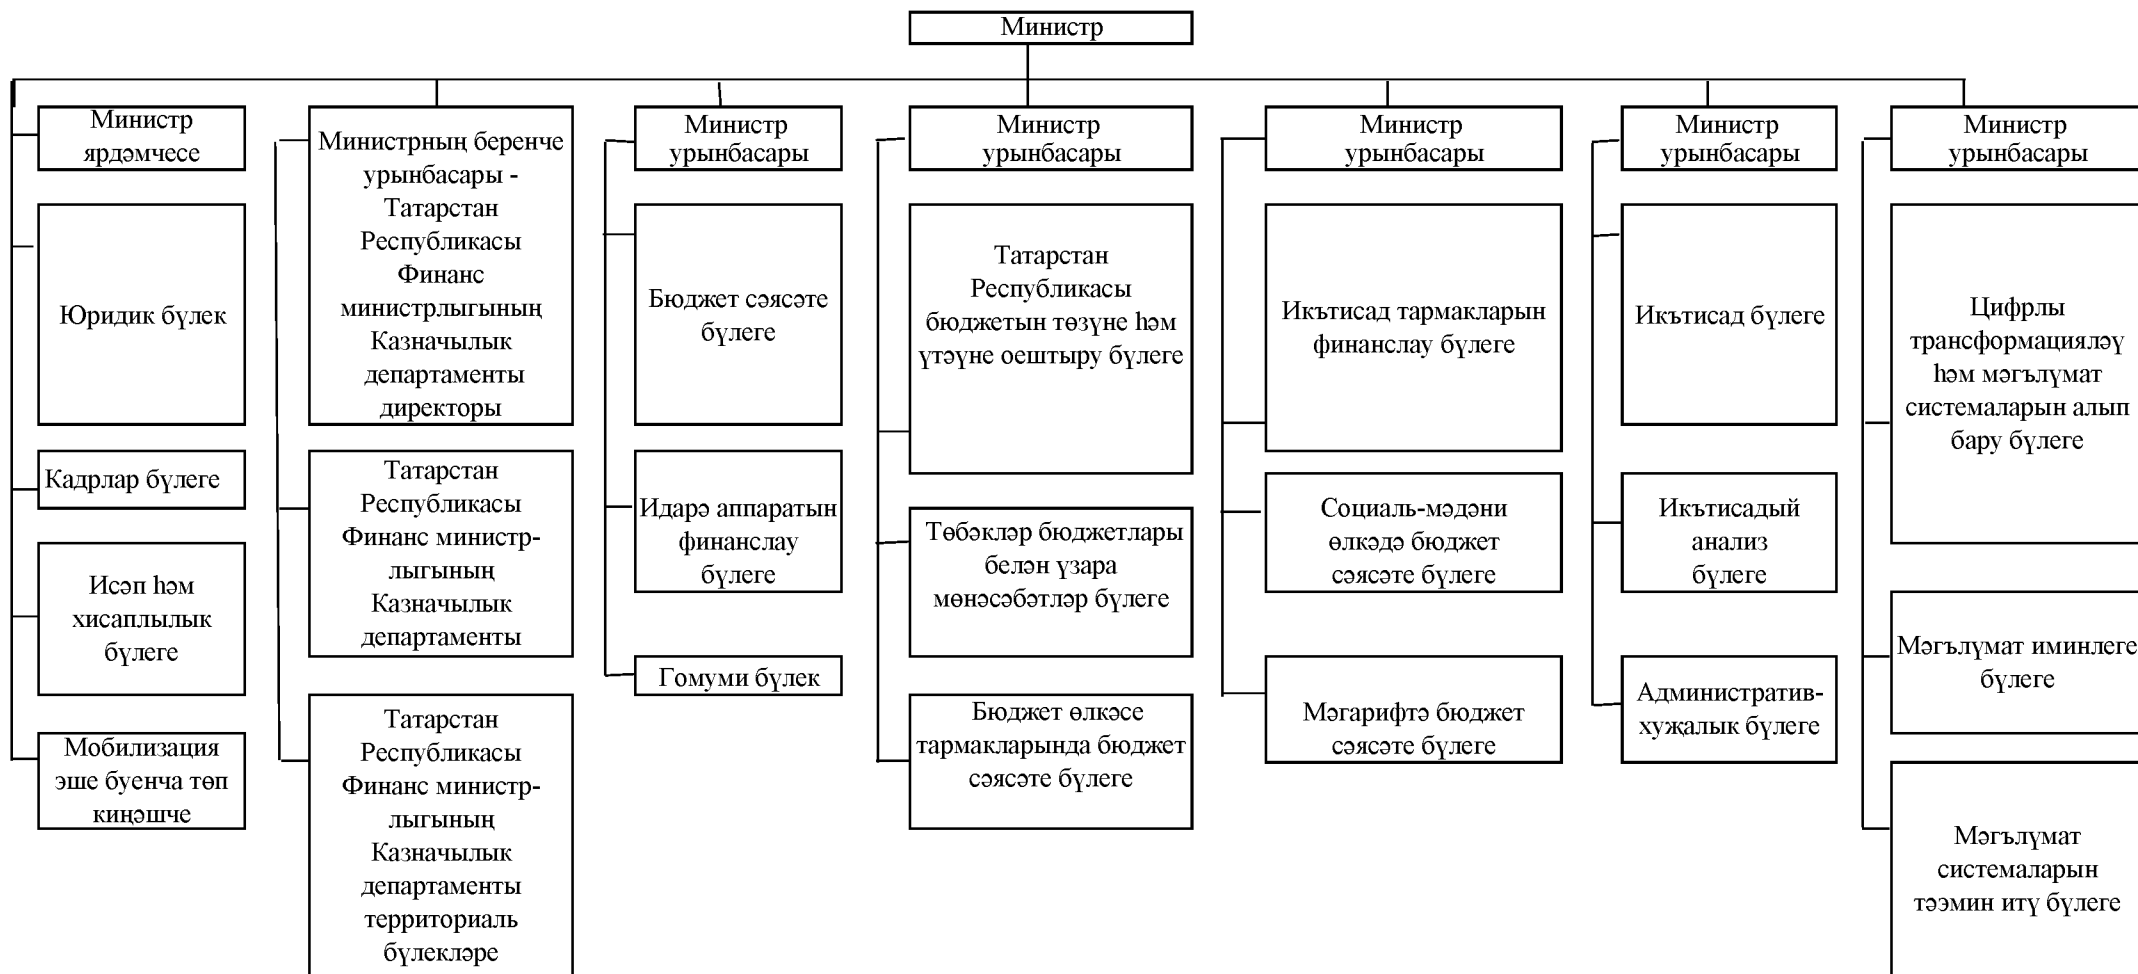 Министр
Министр
ярдәмчесе
Юридик бүлек
Кадрлар бүлеге
Исәп һәм
хисаплылык
бүлеге
Мобилизация
эше буенча төп
киңәшче
Министрның беренче
урынбасары -
Татарстан
Республикасы
Финанс
министрлыгының
Казначылык
департаменты
директоры
Татарстан
Республикасы
Финанс министр-
лыгының
Казначылык
департаменты
Татарстан
Республикасы
Финанс министр-
лыгының
Казначылык
департаменты
территориаль
бүлекләре
Министр
урынбасары
Бюджет сәясәте
бүлеге
Идарә аппаратын
финанслау
бүлеге
Гомуми бүлек
Министр
урынбасары
Татарстан
Республикасы
бюджетын төзүне һәм
үтәүне оештыру бүлеге
Төбәкләр бюджетлары
белән үзара
мөнәсәбәтләр бүлеге
Бюджет өлкәсе
тармакларында бюджет
сәясәте бүлеге
Министр
урынбасары
Икътисад тармакларын
финанслау бүлеге
Социаль-мәдәни
өлкәдә бюджет
сәясәте бүлеге
Мәгарифтә бюджет
сәясәте бүлеге
Министр
урынбасары
Икътисад бүлеге
Икътисадый
анализ
бүлеге
Административ-
хуҗалык бүлеге
Министр
урынбасары
Цифрлы
трансформацияләү
һәм мәгълүмат
системаларын алып
бару бүлеге
Мәгълүмат иминлеге
бүлеге
Мәгълүмат
системаларын
тәэмин итү бүлеге